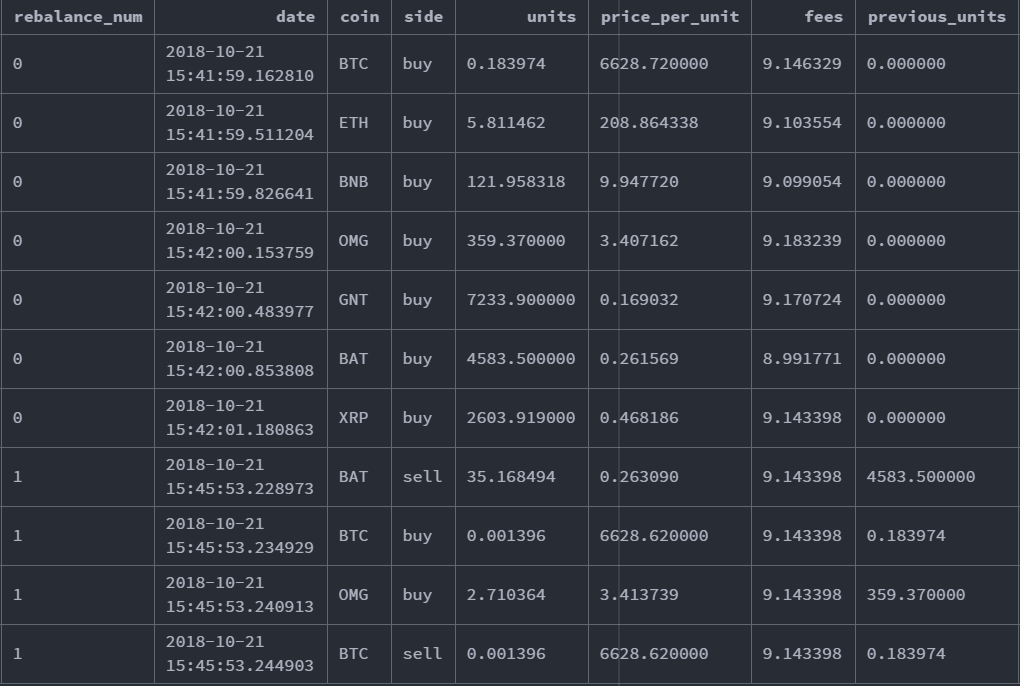 rebalance_num date coin side units price_per_unit fees previous_units
0 2018-10-21 15:41:59.162810 BTC buy 0.183974 6628.720000 9.146329 0.000000
0 2018-10-21 15:41:59.511204 ETH buy 5.811462 208.864338 9.103554 0.000000
0 2018-10-21 15:41:59.826641 BNB buy 121.958318 9.947720 9.099054 0.000000
0 2018-10-21 15:42:00.153759 OMG buy 359.370000 3.407162 9.183239 0.000000
0 2018-10-21 15:42:00.483977 GNT buy 7233.900000 0.169032 9.170724 0.000000
0 2018-10-21 15:42:00.853808 BAT buy 4583.500000 0.261569 8.991771 0.000000
0 2018-10-21 15:42:01.180863 XRP buy 2603.919000 0.468186 9.143398 0.000000
1 2018-10-21 15:45:53.228973 BAT sell 35.168494 0.263090 9.143398 4583.500000
1 2018-10-21 15:45:53.234929 BTC buy 0.001396 6628.620000 9.143398 0.183974
1 2018-10-21 15:45:53.240913 OMG buy 2.710364 3.413739 9.143398 359.370000
1 2018-10-21 15:45:53.244903 BTC sell 0.001396 6628.620000 9.143398 0.183974